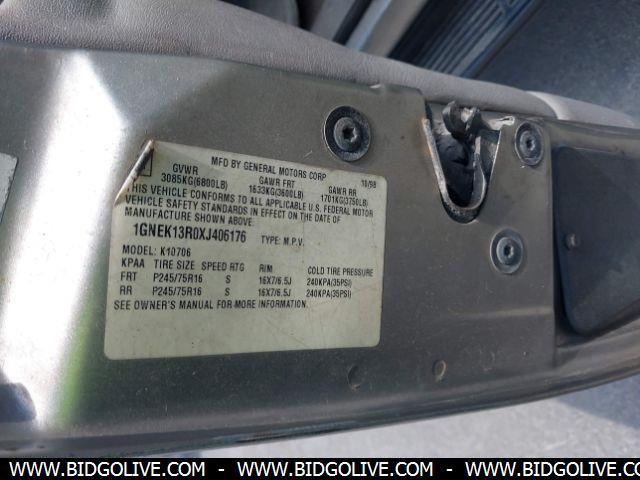 MFD BY GENERAL MOTORS CORP 10/98
GVWR GAWR FRT GAWR RR
3085KG(6800LB) 1633KG(3600LB) 1701KG(3750LB)
THIS VEHICLE CONFORMS TO ALL APPLICABLE U.S. FEDERAL MOTOR
VEHICLE SAFETY STANDARDS IN EFFECT ON THE DATE OF
MANUFACTURE SHOWN ABOVE.
1GNEK13R0XJ406176 TYPE: M.P.V.
MODEL: K10706
KPAA TIRE SIZE SPEED RTG RIM COLD TIRE PRESSURE
FRT P245/75R16 S 16X7/6.5J 240KPA(35PSI)
RR P245/75R16 S 16X7/6.5J 240KPA(35PSI)
SEE OWNER'S MANUAL FOR MORE INFORMATION.
WWW.BIDGOLIVE.COM - WWW.BIDGOLIVE.COM - WWW.BIDGOLIVE.COM - WWW.BIDGOLIVE.COM